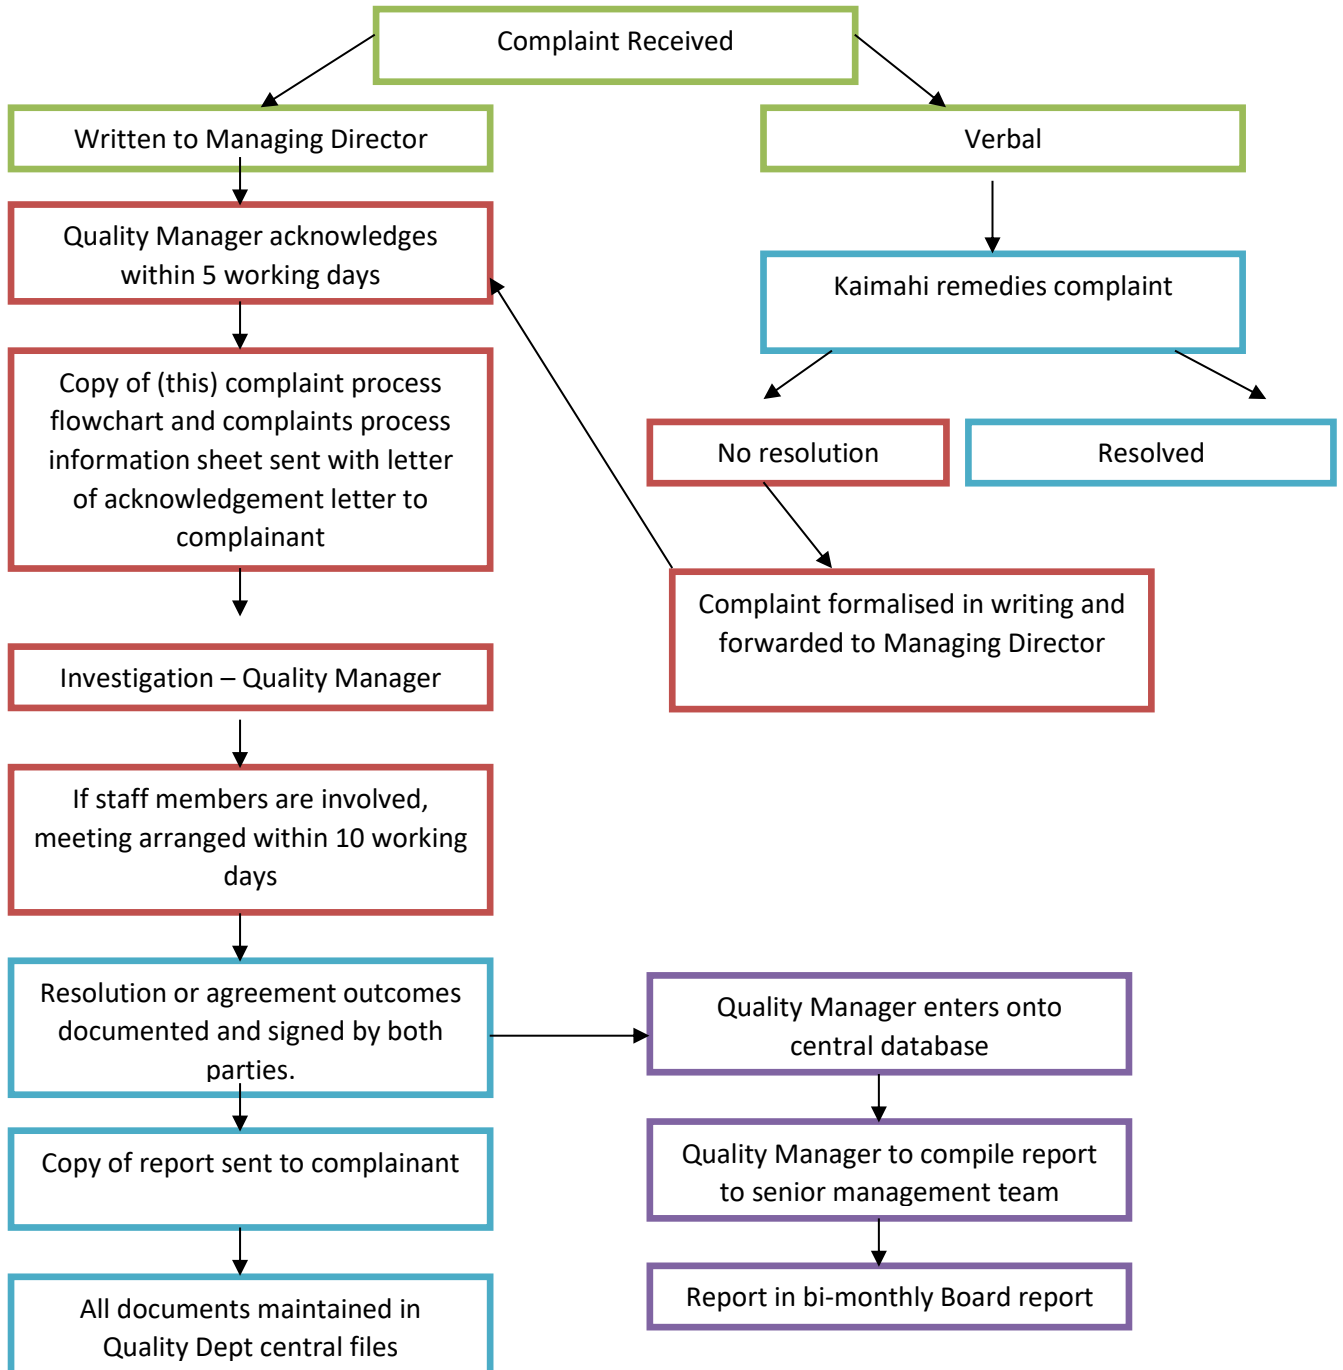 Complaint Received
Written to Managing Director
Verbal
Quality Manager acknowledges
within 5 working days
Kaimahi remedies complaint
Copy of (this) complaint process
flowchart and complaints process
information sheet sent with letter
of acknowledgement letter to
complainant
No resolution
Resolved
Complaint formalised in writing and
forwarded to Managing Director
Investigation – Quality Manager
If staff members are involved,
meeting arranged within 10 working
days
Resolution or agreement outcomes
documented and signed by both
parties.
Quality Manager enters onto
central database
Copy of report sent to complainant
Quality Manager to compile report
to senior management team
All documents maintained in
Quality Dept central files
Report in bi-monthly Board report